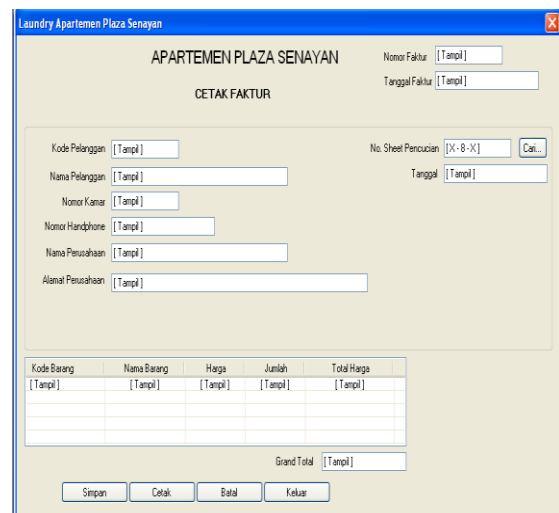 Laundry Apartemen Plaza Senayan
APARTEMEN PLAZA SENAYAN
Nomor Faktur [ Tampil ]
Tanggal Faktur [ Tampil ]
CETAK FAKTUR
Kode Pelanggan [ Tampil ]
No. Sheet Pencucian [X - 8 - X] Cari...
Nama Pelanggan [ Tampil ]
Tanggal [ Tampil ]
Nomor Kamar [ Tampil ]
Nomor Handphone [ Tampil ]
Nama Perusahaan [ Tampil ]
Alamat Perusahaan [ Tampil ]
Kode Barang Nama Barang Harga Jumlah Total Harga
[ Tampil ] [ Tampil ] [ Tampil ] [ Tampil ] [ Tampil ]
Grand Total [ Tampil ]
Simpan Cetak Batal Keluar